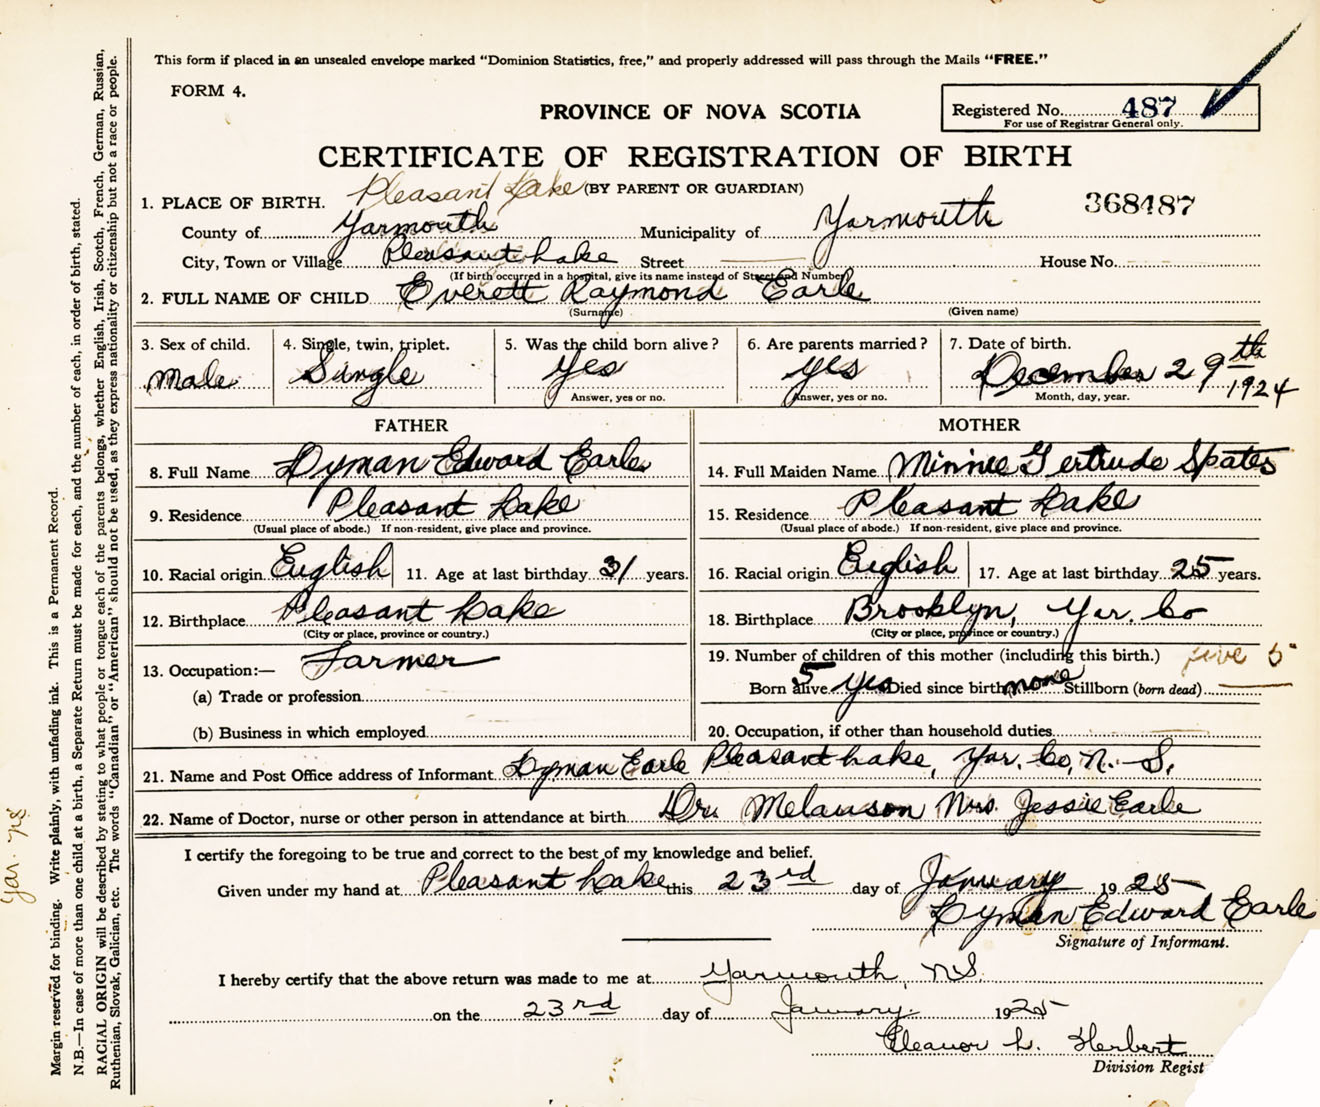 This form if placed in an unsealed envelope marked "Dominion Statistics, free," and properly addressed will pass through the Mails "FREE."
FORM 4.
PROVINCE OF NOVA SCOTIA
Registered No. 487
For use of Registrar General only.
CERTIFICATE OF REGISTRATION OF BIRTH
Pleasant Lake (BY PARENT OR GUARDIAN)
1. PLACE OF BIRTH. 368487
County of Yarmouth Municipality of Yarmouth
City, Town or Village Pleasant Lake Street House No.
(If birth occurred in a hospital, give its name instead of Street and Number)
2. FULL NAME OF CHILD Everett Raymond Earle
(Surname) (Given name)
3. Sex of child. 4. Single, twin, triplet. 5. Was the child born alive? 6. Are parents married? 7. Date of birth.
Male Single Yes yes December 29th 1924
Answer, yes or no. Answer, yes or no. Month, day, year.
FATHER MOTHER
8. Full Name Lyman Edward Earle 14. Full Maiden Name Minnie Gertrude Spates
9. Residence Pleasant Lake 15. Residence Pleasant Lake
(Usual place of abode.) If non-resident, give place and province. (Usual place of abode.) If non-resident, give place and province.
10. Racial origin English 11. Age at last birthday 31 years. 16. Racial origin English 17. Age at last birthday 25 years.
12. Birthplace Pleasant Lake 18. Birthplace Brooklyn, Yar. Co
(City or place, province or country.) (City or place, province or country.)
13. Occupation:— Farmer 19. Number of children of this mother (including this birth.) five 5
(a) Trade or profession Born alive 5 yes Died since birth none Stillborn (born dead)
(b) Business in which employed 20. Occupation, if other than household duties
21. Name and Post Office address of Informant Lyman Earle Pleasant Lake, Yar. Co, N. S.
22. Name of Doctor, nurse or other person in attendance at birth Dr. Melanson Mrs Jessie Earle
I certify the foregoing to be true and correct to the best of my knowledge and belief.
Given under my hand at Pleasant Lake this 23rd day of January 1925
Lyman Edward Earle
Signature of Informant.
I hereby certify that the above return was made to me at Yarmouth, N.S.
on the 23rd day of January 1925
Eleanor L. Herbert
Division Regist
Margin reserved for binding. Write plainly, with unfading ink. This is a Permanent Record.
N.B.—In case of more than one child at a birth, a Separate Return must be made for each, and the number of each, in order of birth, stated.
RACIAL ORIGIN will be described by stating to what people or tongue each of the parents belongs, whether English, Irish, Scotch, French, German, Russian,
Ruthenian, Slovak, Galician, etc. The words "Canadian" or "American" should not be used, as they express nationality or citizenship but not a race or people.